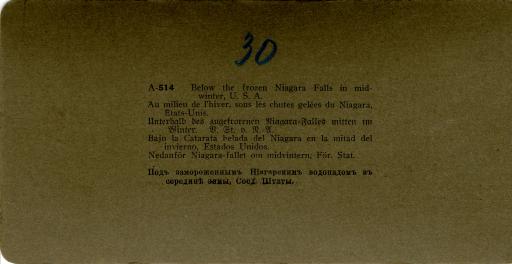 30
A-514 Below the frozen Niagara Falls in mid-
winter, U. S. A.
Au milieu de l'hiver, sous les chutes gelées du Niagara,
États-Unis.
Unterhalb des angefrorenen Niagara-Falles mitten im
Winter. V. St. v. N.-A.
Bajo la Catarata helada del Niagara en la mitad del
invierno, Estados Unidos.
Nedanför Niagara-fallet om midvintern, För. Stat.
Подъ замороженнымъ Ніагарскимъ водопадомъ въ
серединѣ зимы, Соед. Штаты.